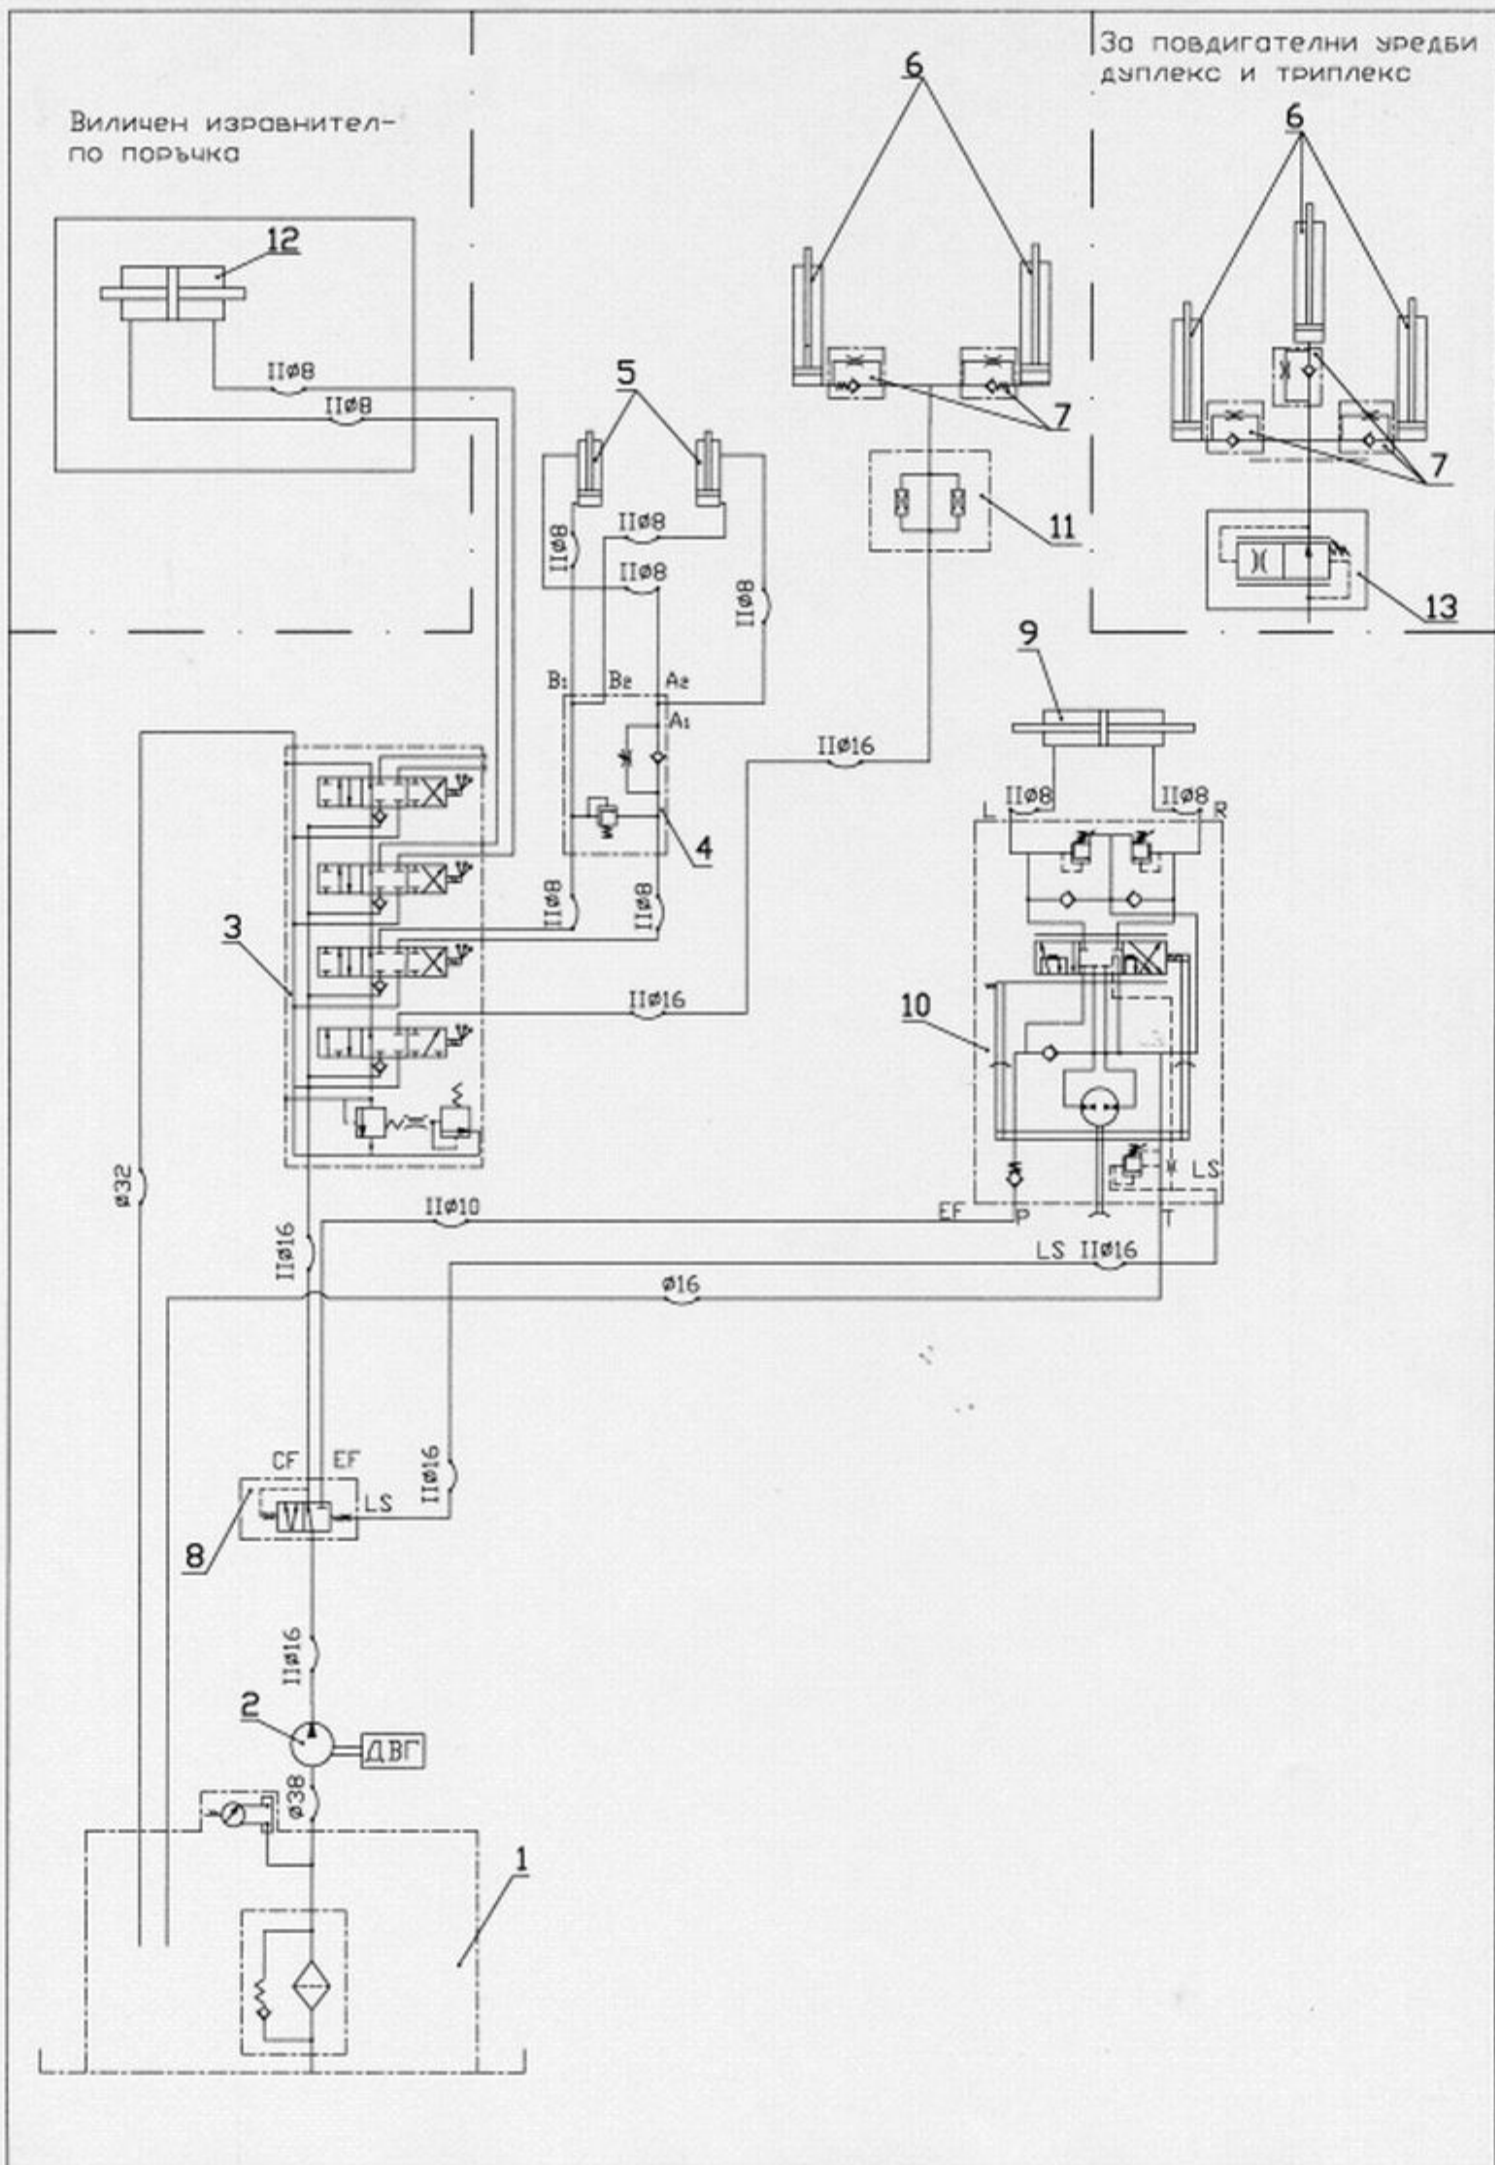 За повдигателни уредби
дуплекс и триплекс
6
6
Виличен изравнител-
по поръчка
12
IIø8
IIø8
5
7
7
IIø8
IIø8
IIø8
IIø8
11
13
9
B1
B2
A2
A1
IIø16
L
IIø8
IIø8
R
4
IIø8
IIø8
3
IIø16
10
ø32
LS
IIø10
EF
P
T
IIø16
LS IIø16
ø16
CF
EF
IIø16
LS
8
IIø16
2
ДВГ
ø38
1